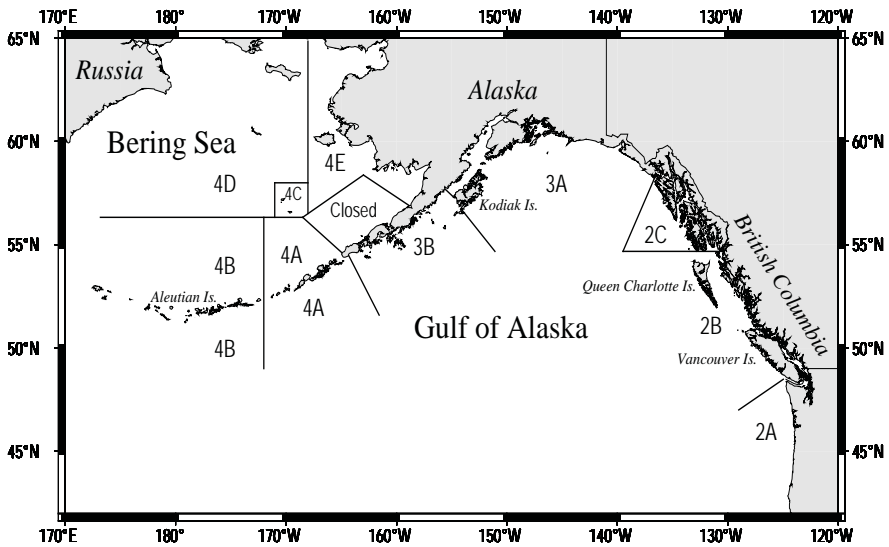 170°E 180° 170°W 160°W 150°W 140°W 130°W 120°W
65°N 65°N
Russia
Alaska
Bering Sea
60°N 60°N
4E
4D
4C
3A
Closed
Kodiak Is.
British Columbia
2C
55°N 55°N
4A
3B
4B
Queen Charlotte Is.
Aleutian Is.
4A
2B
Gulf of Alaska
50°N 50°N
4B
Vancouver Is.
2A
45°N 45°N
170°E 180° 170°W 160°W 150°W 140°W 130°W 120°W